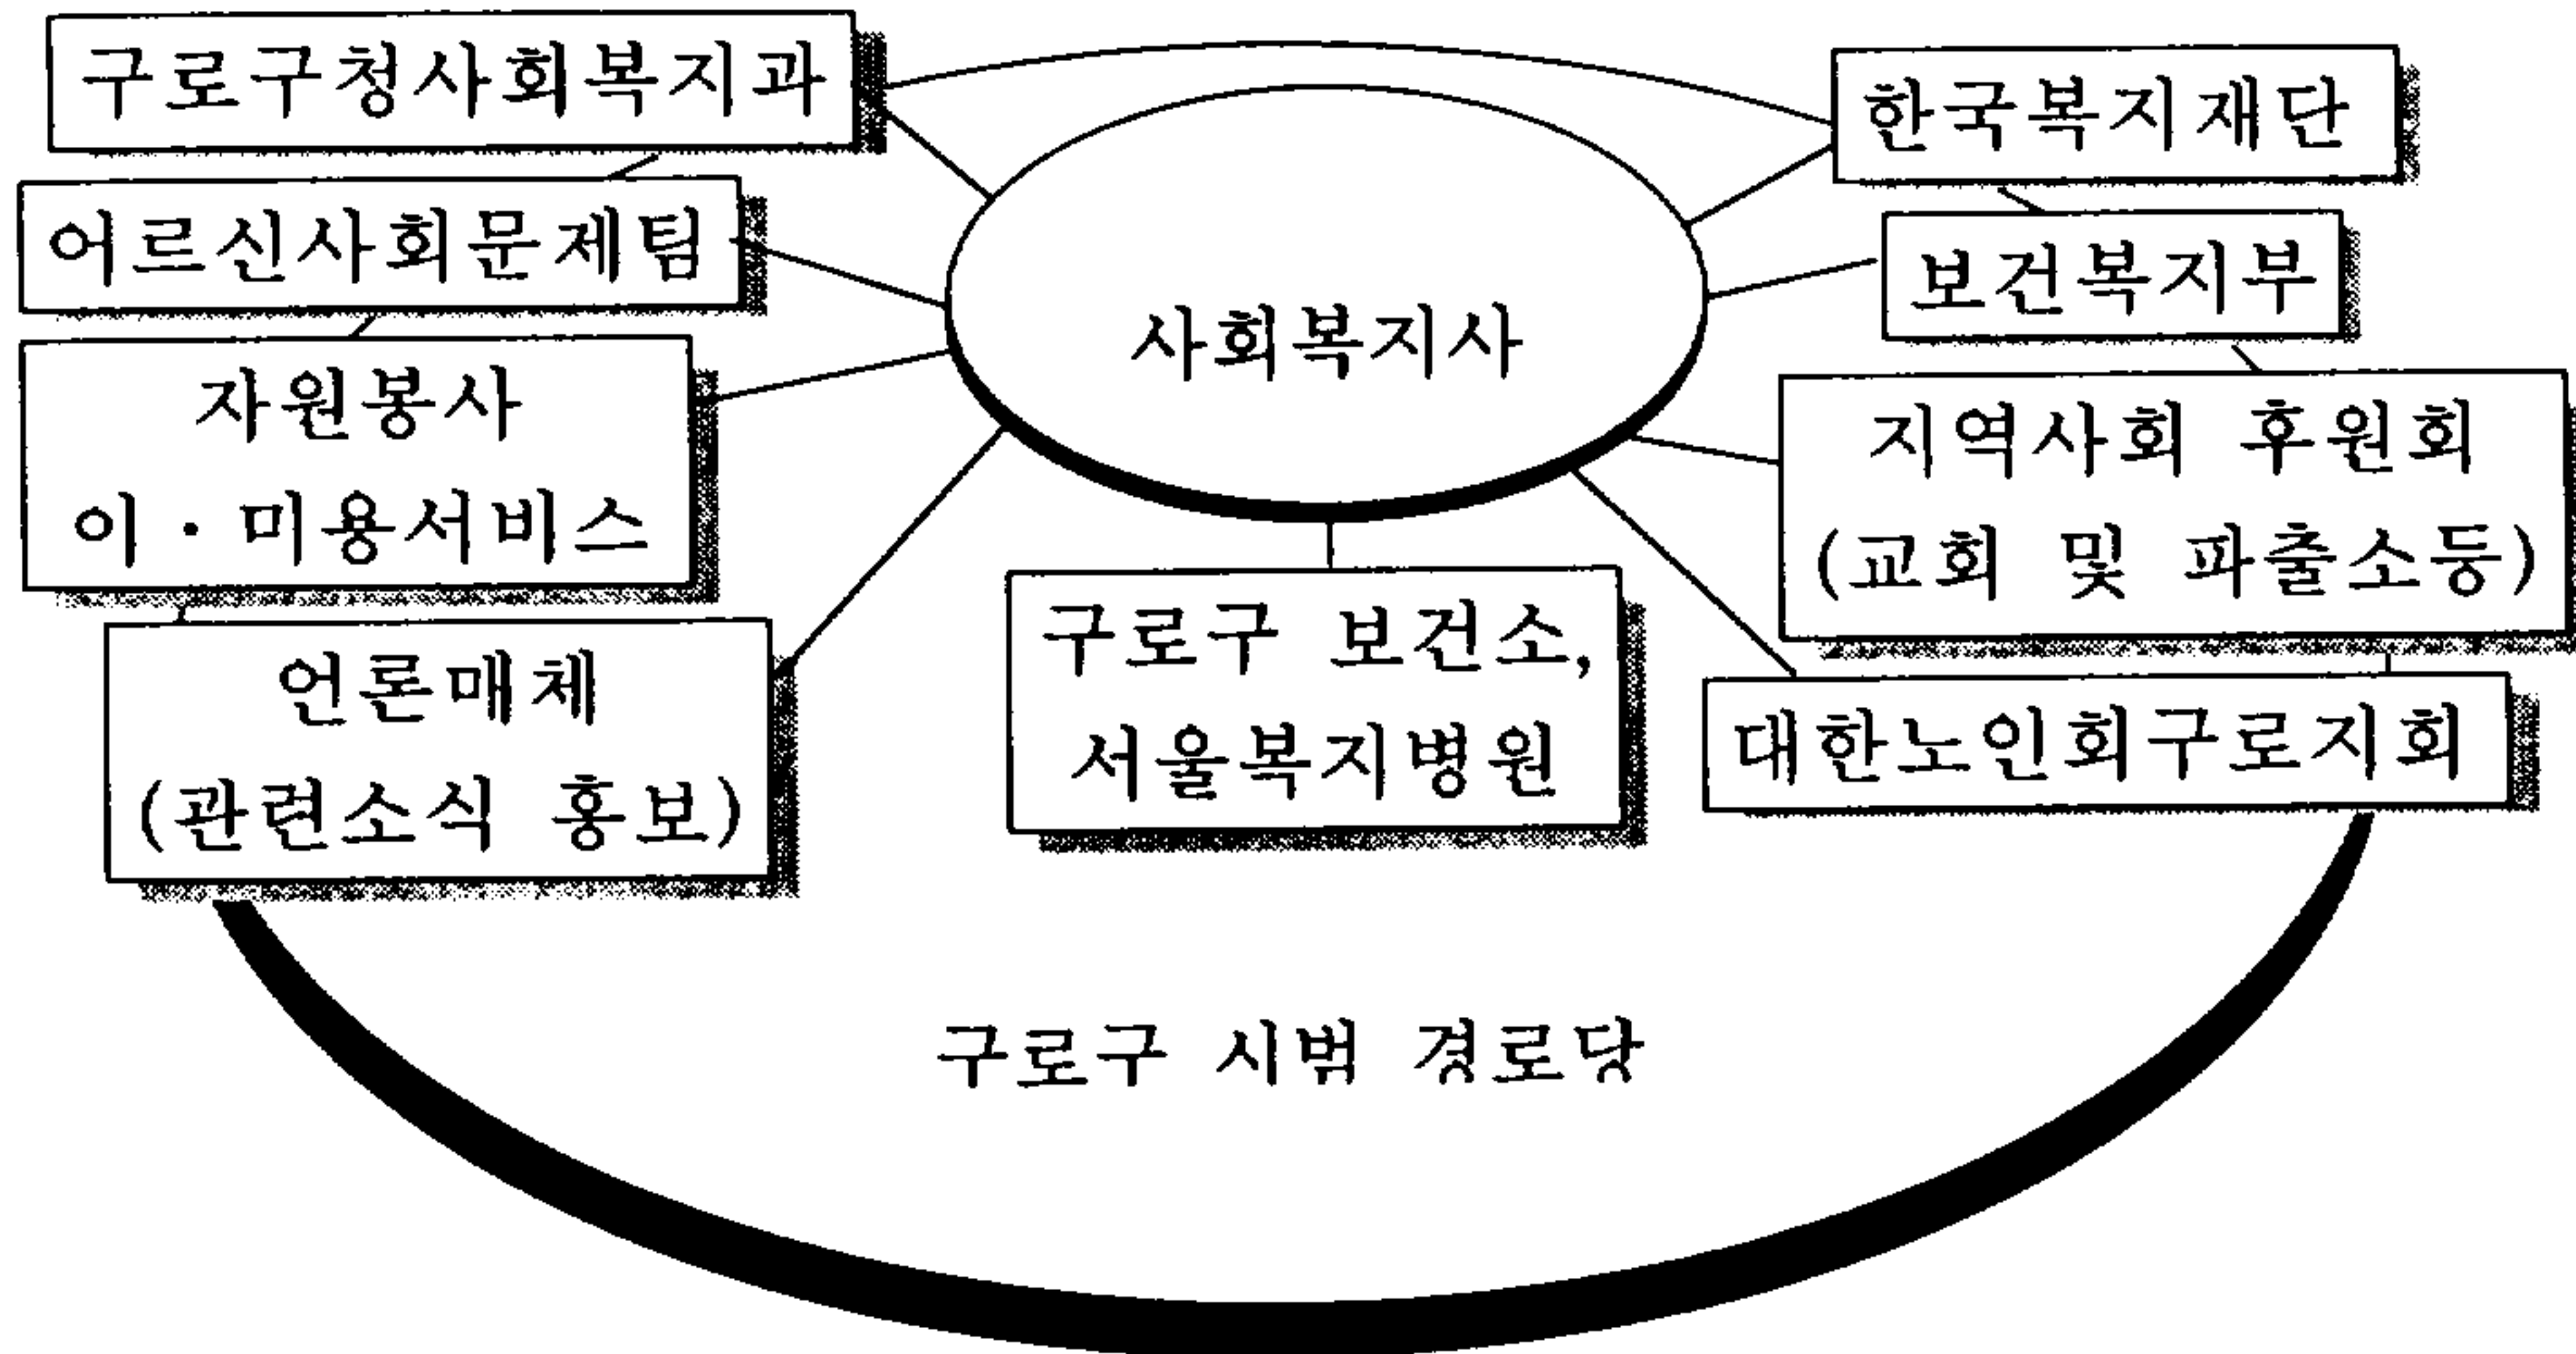 구로구청사회복지과
어르신사회문제팀
자원봉사
이 · 미용서비스
언론매체
(관련소식 홍보)
사회복지사
구로구 보건소,
서울복지병원
한국복지재단
보건복지부
지역사회 후원회
(교회 및 파출소등)
대한노인회구로지회
구로구 시범 경로당